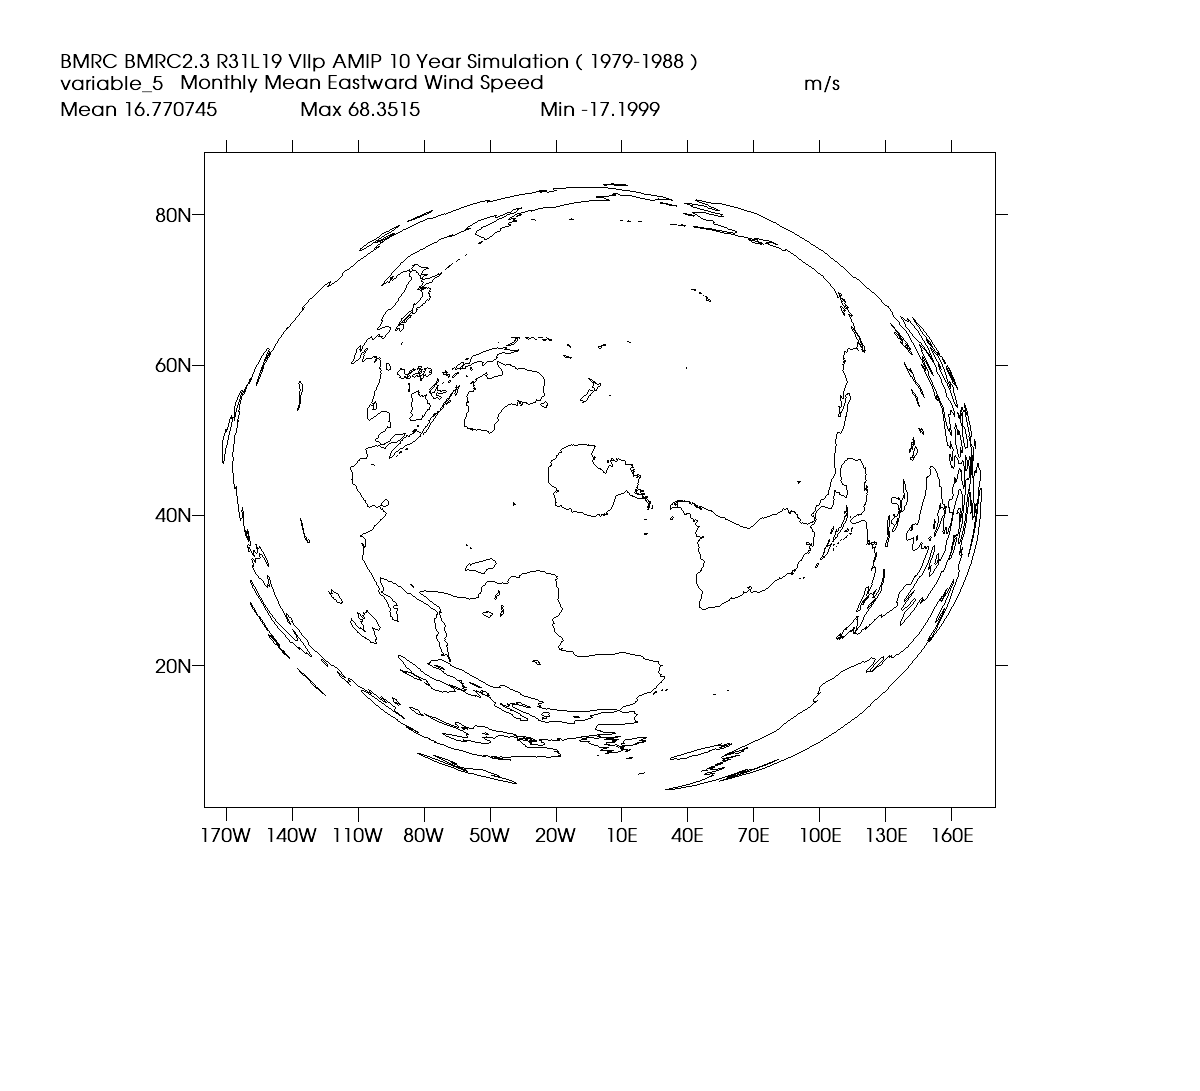 BMRC BMRC2.3 R31L19 VIIp AMIP 10 Year Simulation ( 1979-1988 )
variable_5 Monthly Mean Eastward Wind Speed m/s
Mean 16.770745 Max 68.3515 Min -17.1999
80N
60N
40N
20N
170W 140W 110W 80W 50W 20W 10E 40E 70E 100E 130E 160E